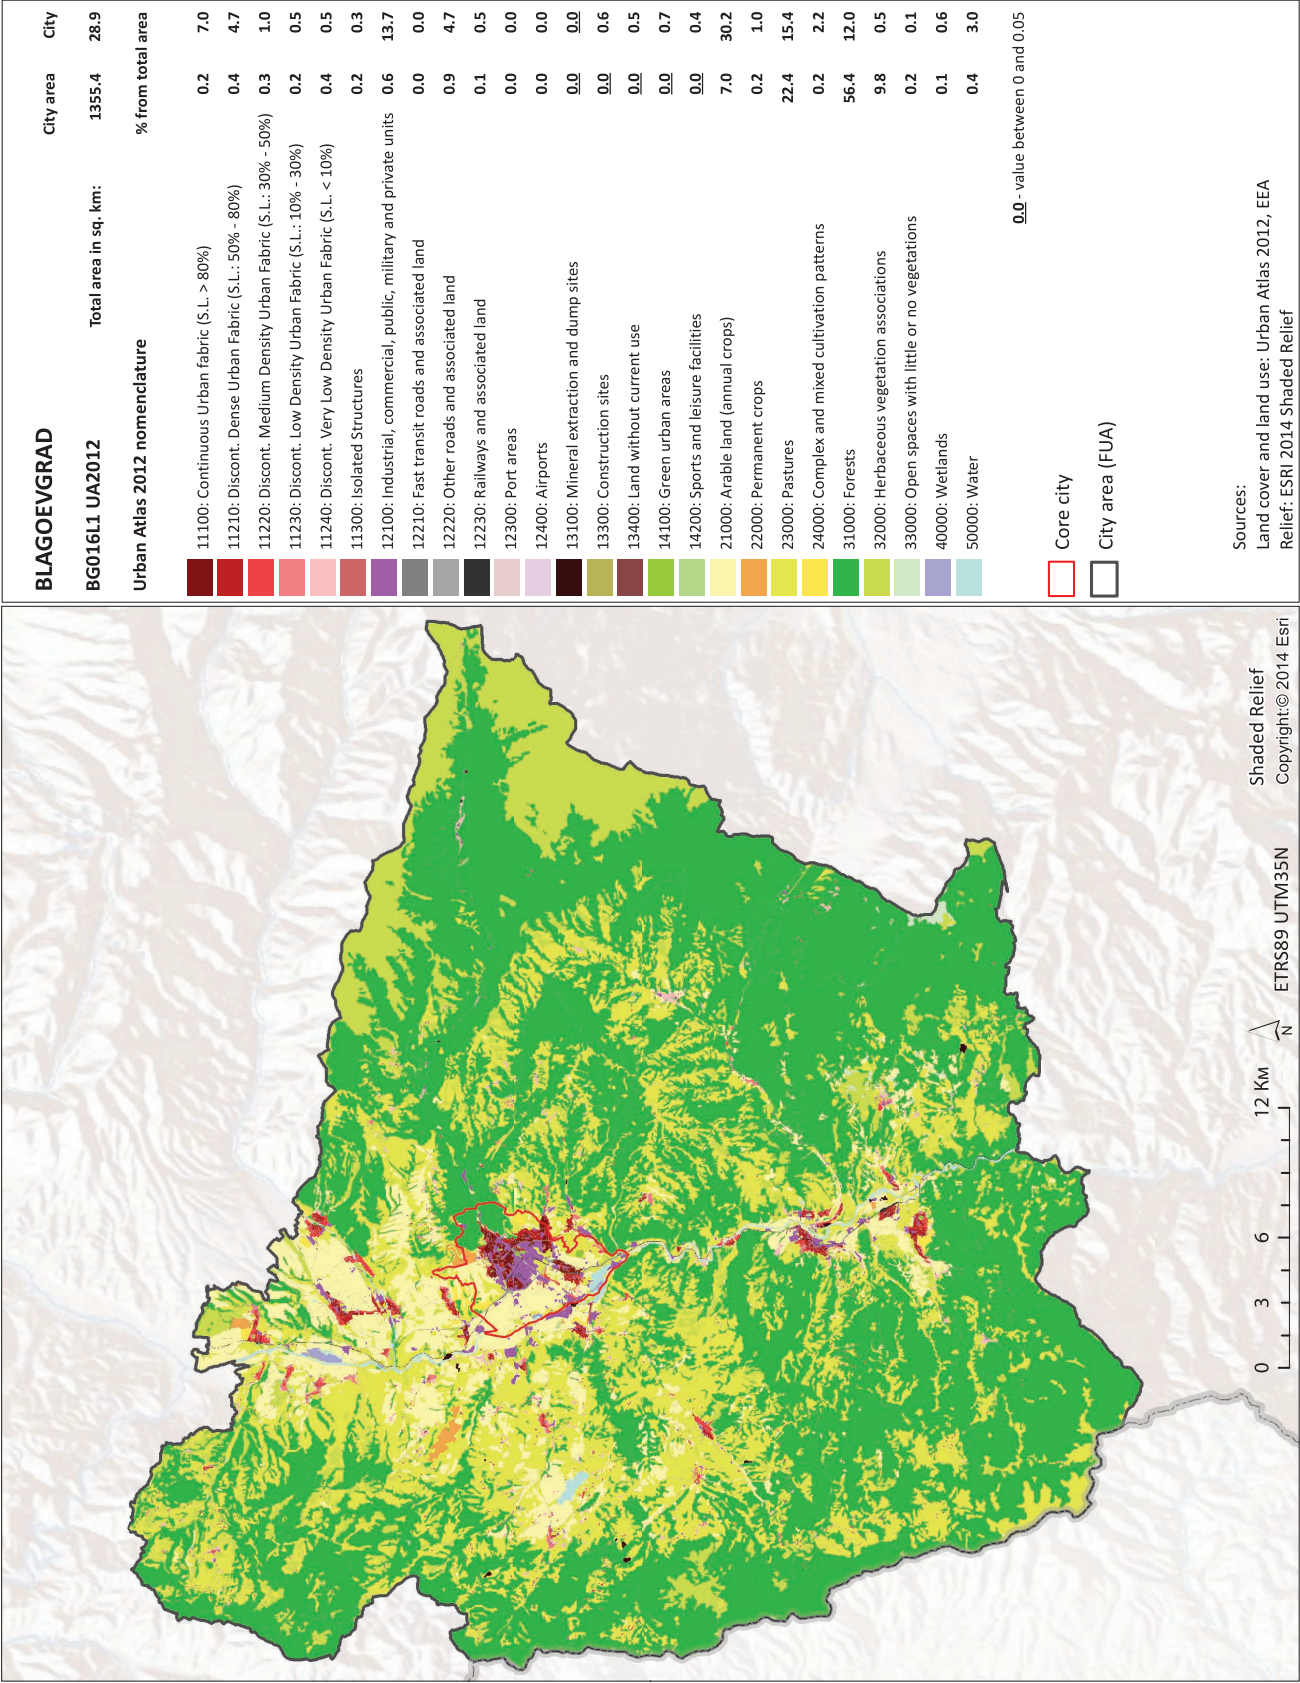 BLAGOEVGRAD City area City
BG016L1 UA2012 Total area in sq. km: 1355.4 28.9
Urban Atlas 2012 nomenclature % from total area
11100: Continuous Urban fabric (S.L. > 80%) 0.2 7.0
11210: Discont. Dense Urban Fabric (S.L.: 50% - 80%) 0.4 4.7
11220: Discont. Medium Density Urban Fabric (S.L.: 30% - 50%) 0.3 1.0
11230: Discont. Low Density Urban Fabric (S.L.: 10% - 30%) 0.2 0.5
11240: Discont. Very Low Density Urban Fabric (S.L. < 10%) 0.4 0.5
11300: Isolated Structures 0.2 0.3
12100: Industrial, commercial, public, military and private units 0.6 13.7
12210: Fast transit roads and associated land 0.0 0.0
12220: Other roads and associated land 0.9 4.7
12230: Railways and associated land 0.1 0.5
12300: Port areas 0.0 0.0
12400: Airports 0.0 0.0
13100: Mineral extraction and dump sites 0.0 0.0
13300: Construction sites 0.0 0.6
13400: Land without current use 0.0 0.5
14100: Green urban areas 0.0 0.7
14200: Sports and leisure facilities 0.0 0.4
21000: Arable land (annual crops) 7.0 30.2
22000: Permanent crops 0.2 1.0
23000: Pastures 22.4 15.4
24000: Complex and mixed cultivation patterns 0.2 2.2
31000: Forests 56.4 12.0
32000: Herbaceous vegetation associations 9.8 0.5
33000: Open spaces with little or no vegetations 0.2 0.1
40000: Wetlands 0.1 0.6
50000: Water 0.4 3.0
0.0 - value between 0 and 0.05
Core city
City area (FUA)
Sources:
Land cover and land use: Urban Atlas 2012, EEA
Relief: ESRI 2014 Shaded Relief
Shaded Relief
Copyright:© 2014 Esri
0 3 6 12 Км
N
ETRS89 UTM35N